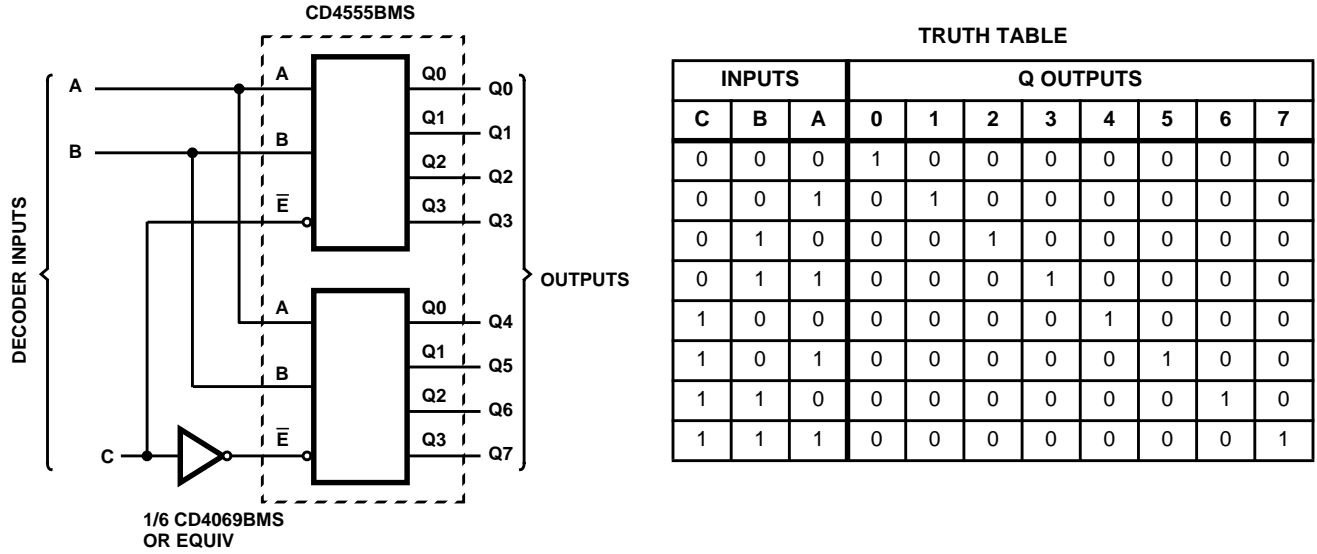 CD4555BMS
A
B
C
DECODER INPUTS
A
B
E
Q0
Q1
Q2
Q3
Q0
Q1
Q2
Q3
A
B
E
Q0
Q1
Q2
Q3
Q4
Q5
Q6
Q7
OUTPUTS
1/6 CD4069BMS
OR EQUIV
TRUTH TABLE
INPUTS Q OUTPUTS
C B A 0 1 2 3 4 5 6 7
0 0 0 1 0 0 0 0 0 0 0
0 0 1 0 1 0 0 0 0 0 0
0 1 0 0 0 1 0 0 0 0 0
0 1 1 0 0 0 1 0 0 0 0
1 0 0 0 0 0 0 1 0 0 0
1 0 1 0 0 0 0 0 1 0 0
1 1 0 0 0 0 0 0 0 1 0
1 1 1 0 0 0 0 0 0 0 1